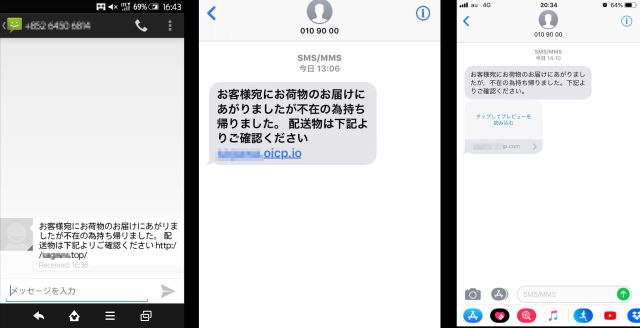 69% 16:43
+852 6450 6814
お客様宛にお荷物のお届けにあがりま
したが不在の為持ち帰りました。 配
送物は下記よりご確認ください http:/
.top/
Received: 16:36
メッセージを入力
010 90 00
SMS/MMS
今日 13:06
お客様宛にお荷物のお届けに
あがりましたが不在の為持ち
帰りました。 配送物は下記よ
りご確認ください
.oicp.io
au 4G 20:34 64%
010 90 00
SMS/MMS
今日 14:10
お客様宛にお荷物のお届けにあがりまし
たが、不在の為持ち帰りました。下記よ
りご確認ください。
タップしてプレビューを
読み込む
ip.com
SMS/MMS